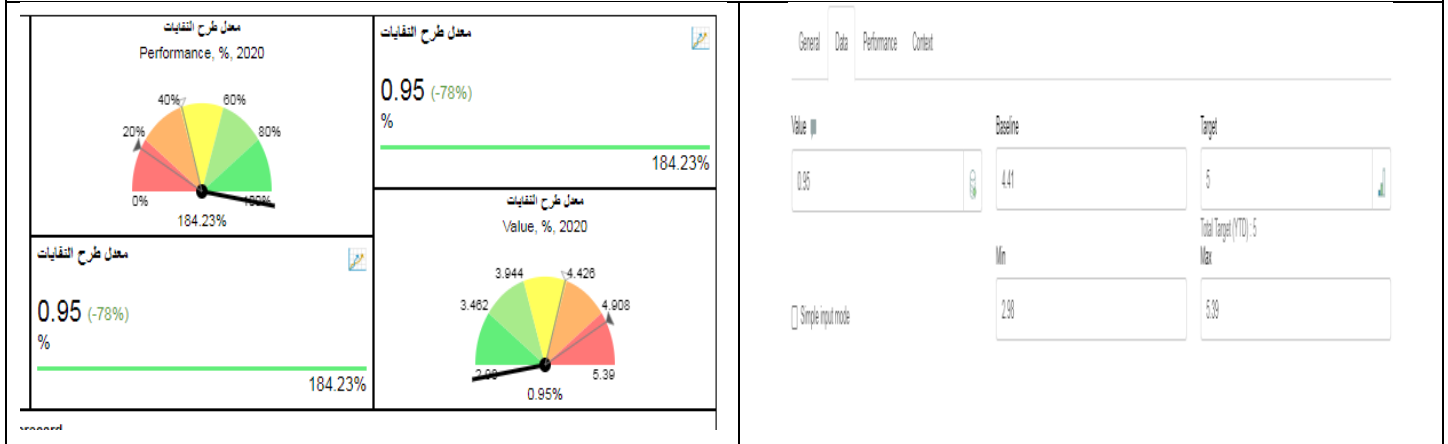 معدل طرح النفايات
Performance, %, 2020
40%
60%
20%
80%
0%
100%
184.23%
معدل طرح النفايات
0.95 (-78%)
%
184.23%
معدل طرح النفايات
0.95 (-78%)
%
184.23%
معدل طرح النفايات
Value, %, 2020
3.944
4.426
3.462
4.908
2.98
5.39
0.95%
General
Data
Performance
Context
Value
Baseline
Target
0.95
4.41
5
Total Target (YTD) : 5
Min
Max
Simple input mode
2.98
5.39